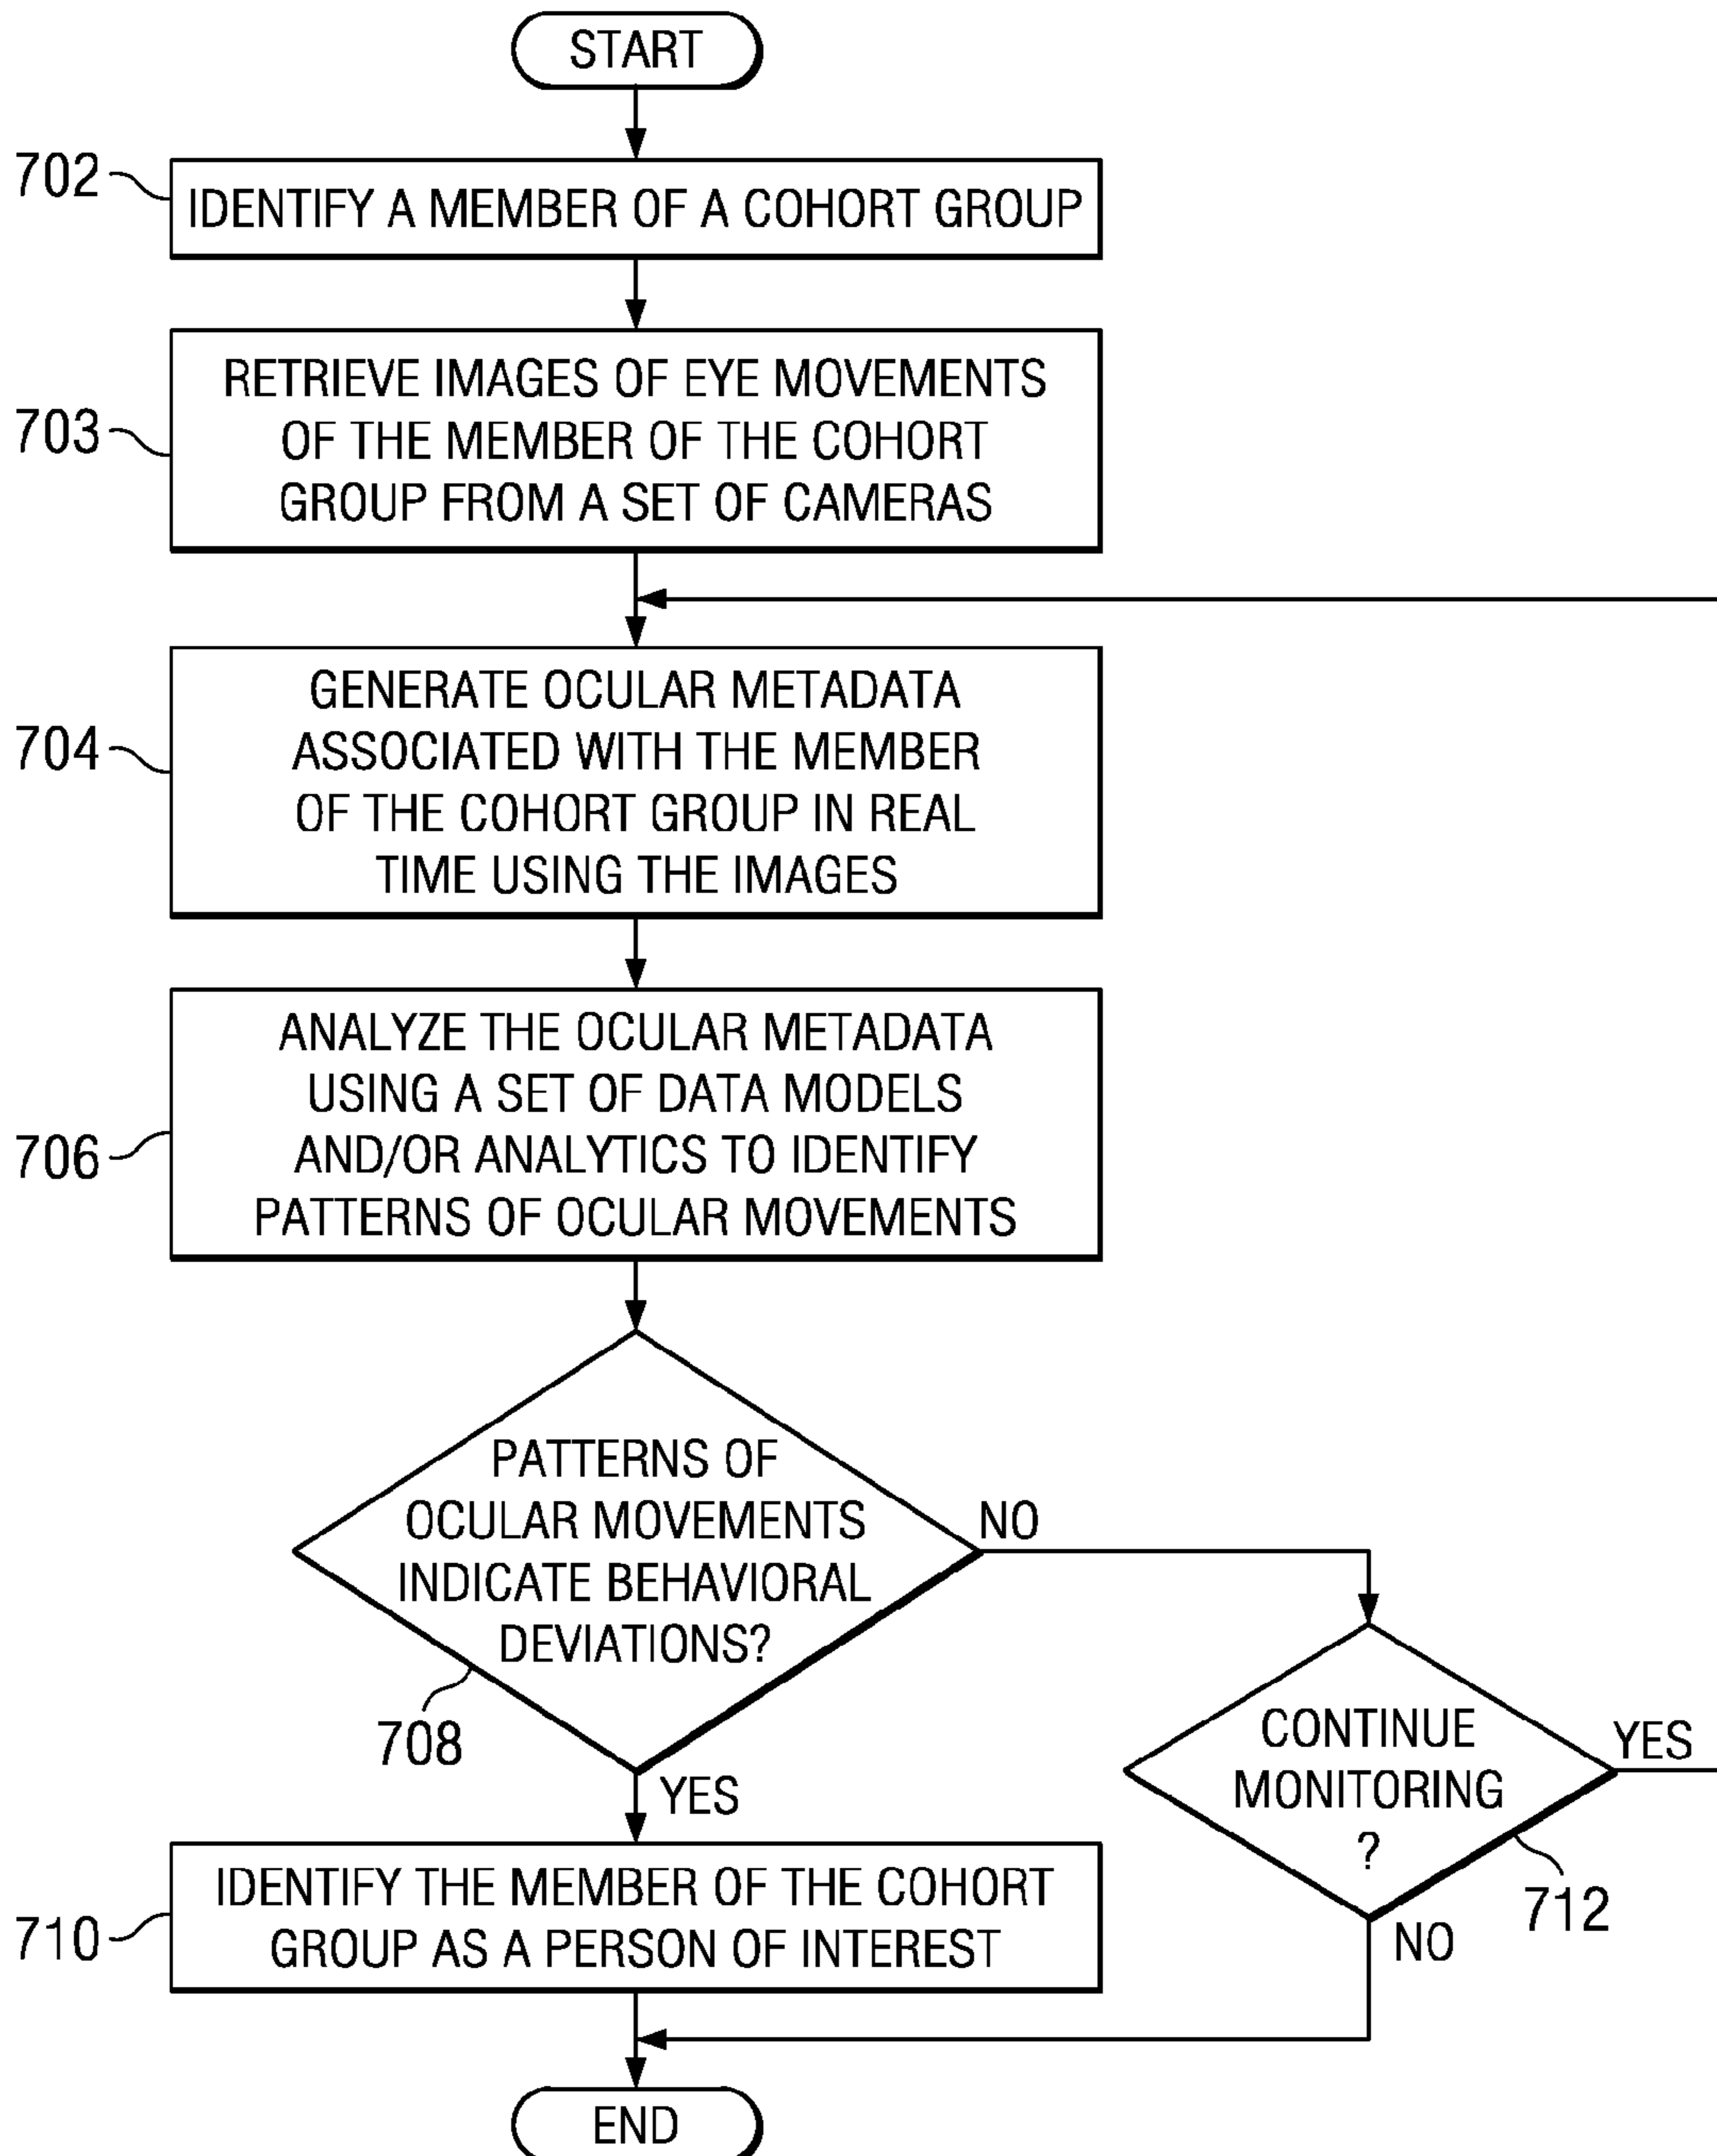 START
702
IDENTIFY A MEMBER OF A COHORT GROUP
703
RETRIEVE IMAGES OF EYE MOVEMENTS
OF THE MEMBER OF THE COHORT
GROUP FROM A SET OF CAMERAS
704
GENERATE OCULAR METADATA
ASSOCIATED WITH THE MEMBER
OF THE COHORT GROUP IN REAL
TIME USING THE IMAGES
706
ANALYZE THE OCULAR METADATA
USING A SET OF DATA MODELS
AND/OR ANALYTICS TO IDENTIFY
PATTERNS OF OCULAR MOVEMENTS
PATTERNS OF
OCULAR MOVEMENTS
INDICATE BEHAVIORAL
DEVIATIONS?
NO
708
YES
CONTINUE
MONITORING
?
YES
712
NO
710
IDENTIFY THE MEMBER OF THE COHORT
GROUP AS A PERSON OF INTEREST
END